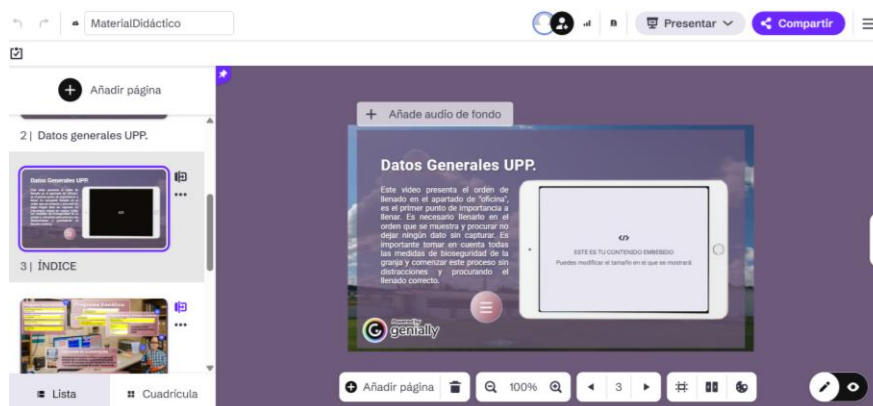 MaterialDidáctico
Presentar
Compartir
Añadir página
2| Datos generales UPP.
Datos Generales UPP.
3| ÍNDICE
Lista
Cuadrícula
+ Añade audio de fondo
Datos Generales UPP.
Este video presenta el orden de
llenado en el apartado de "oficina",
es el primer punto de importancia a
llenar. Es necesario llenarlo en el
orden que se muestra y procurar no
dejar ningún dato sin capturar. Es
importante tomar en cuenta todas
las medidas de bioseguridad de la
granja y comenzar este proceso sin
distracciones y procurando el
llenado correcto.
</>
ESTE ES TU CONTENIDO EMBEBIDO
Puedes modificar el tamaño en el que se mostrará
Powered by
genially
Añadir página
100%
3